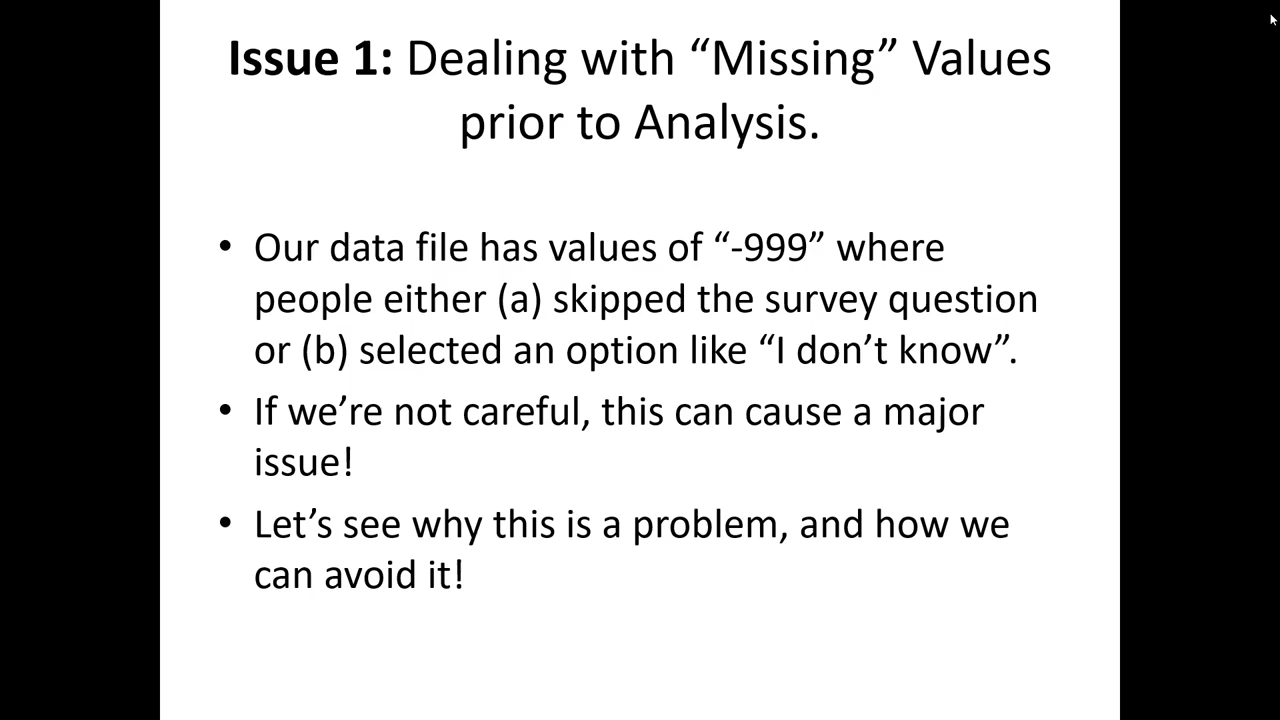 Issue 1: Dealing with “Missing” Values
prior to Analysis.
• Our data file has values of “-999” where
people either (a) skipped the survey question
or (b) selected an option like “I don’t know”.
• If we’re not careful, this can cause a major
issue!
• Let’s see why this is a problem, and how we
can avoid it!